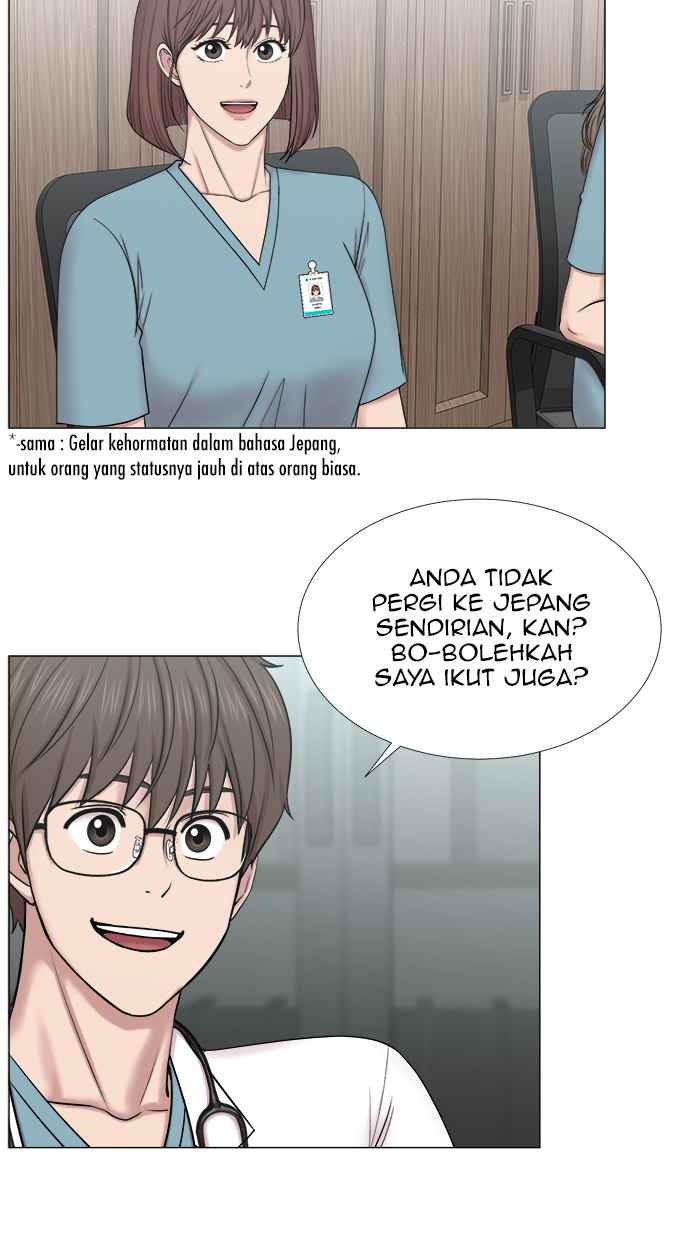 *-sama : Gelar kehormatan dalam bahasa Jepang,
untuk orang yang statusnya jauh di atas orang biasa.
ANDA TIDAK
PERGI KE JEPANG
SENDIRIAN, KAN?
BO-BOLEHKAH
SAYA IKUT JUGA?